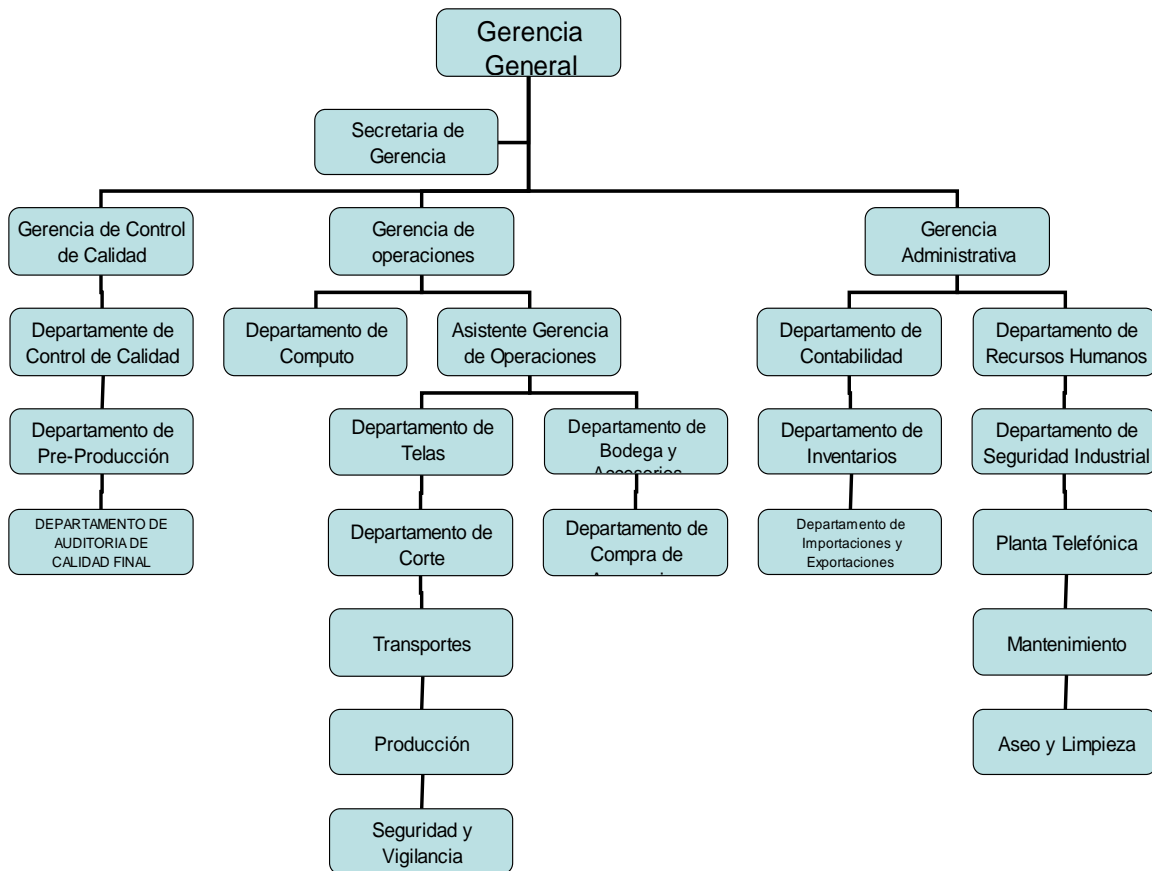 Gerencia
General
Secretaria de
Gerencia
Gerencia de Control
de Calidad
Gerencia de
operaciones
Gerencia
Administrativa
Departamente de
Control de Calidad
Departamento de
Computo
Asistente Gerencia
de Operaciones
Departamento de
Contabilidad
Departamento de
Recursos Humanos
Departamento de
Pre-Producción
Departamento de
Telas
Departamento de
Bodega y
Accesorios
Departamento de
Inventarios
Departamento de
Seguridad Industrial
DEPARTAMENTO DE
AUDITORIA DE
CALIDAD FINAL
Departamento de
Corte
Departamento de
Compra de
Departamento de
Importaciones y
Exportaciones
Planta Telefónica
Transportes
Mantenimiento
Producción
Aseo y Limpieza
Seguridad y
Vigilancia